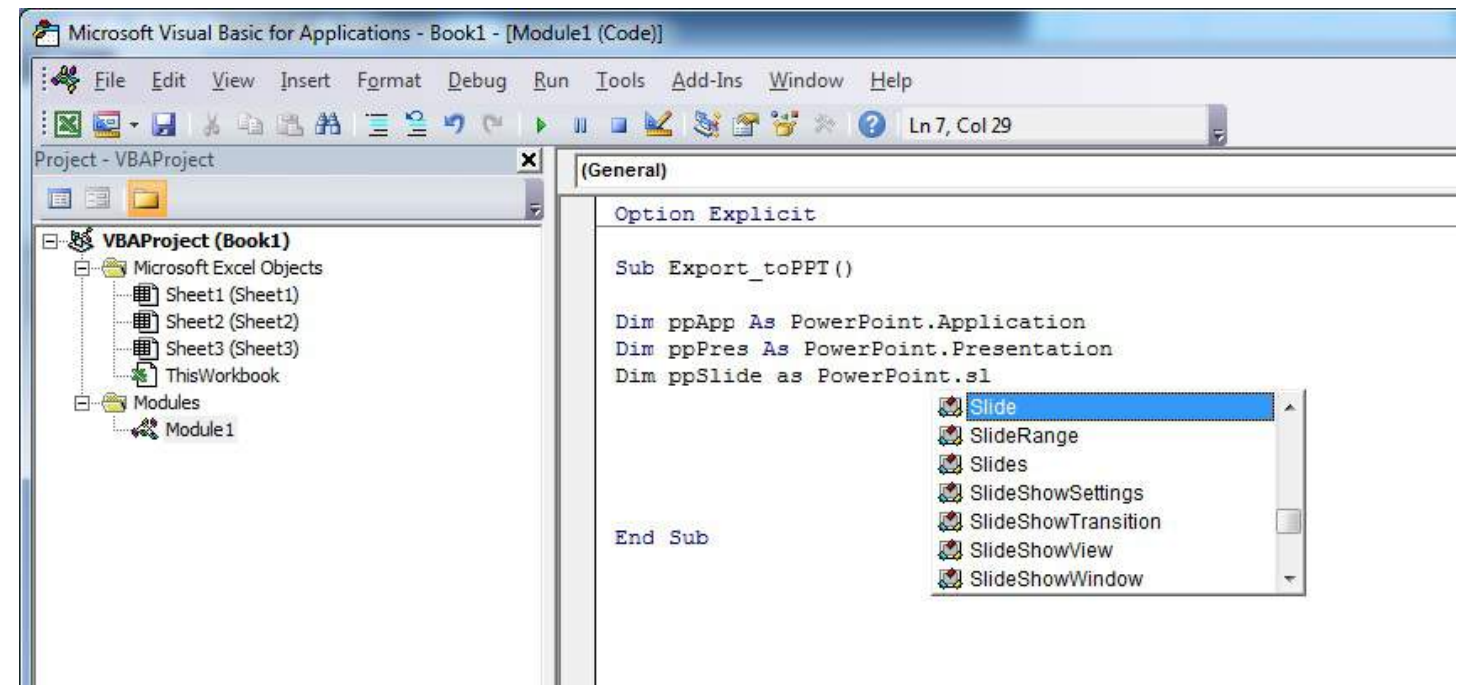 Microsoft Visual Basic for Applications - Book1 - [Module1 (Code)]
File Edit View Insert Format Debug Run Tools Add-Ins Window Help
Ln 7, Col 29
Project - VBAProject
(General)
VBAProject (Book1)
Microsoft Excel Objects
Sheet1 (Sheet1)
Sheet2 (Sheet2)
Sheet3 (Sheet3)
ThisWorkbook
Modules
Module1
Option Explicit
Sub Export_toPPT()
Dim ppApp As PowerPoint.Application
Dim ppPres As PowerPoint.Presentation
Dim ppSlide as PowerPoint.sl
Slide
SlideRange
Slides
SlideShowSettings
SlideShowTransition
SlideShowView
SlideShowWindow
End Sub